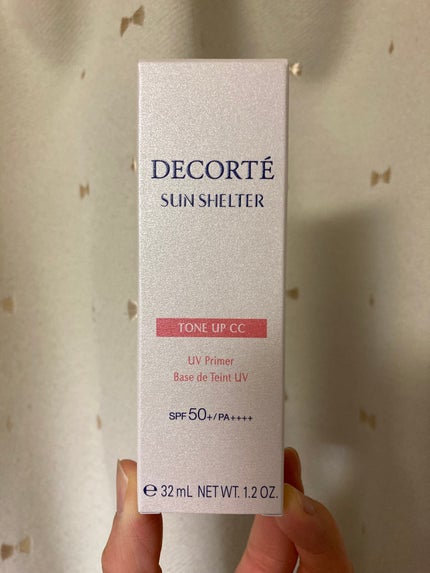 DECORTÉ
SUN SHELTER
TONE UP CC
UV Primer
Base de Teint UV
SPF50+/PA++++
℮ 32 mL NET WT. 1.2 OZ.